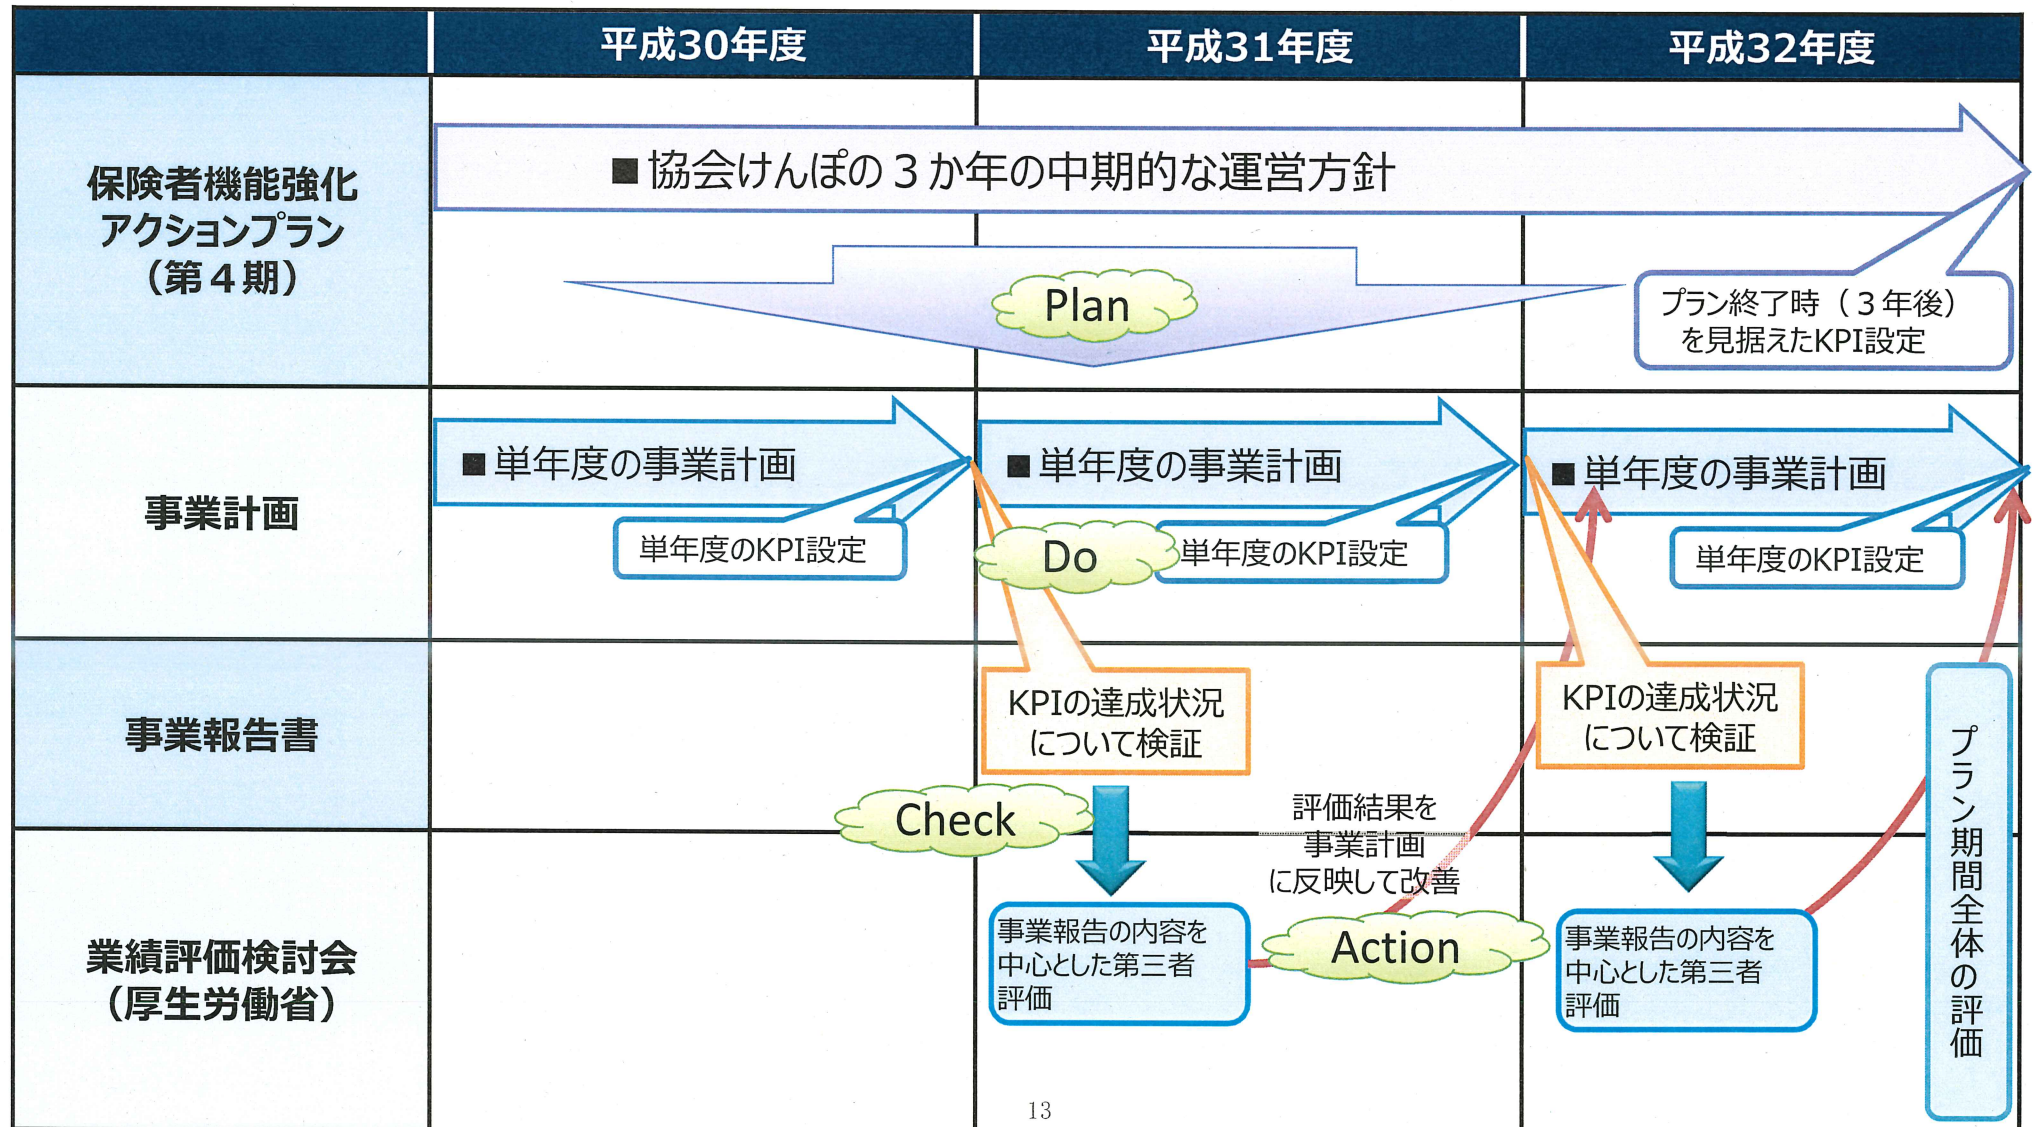 平成30年度
平成31年度
平成32年度
保険者機能強化
アクションプラン
（第４期）
■協会けんぽの３か年の中期的な運営方針
Plan
プラン終了時（３年後）
を見据えたKPI設定
事業計画
■単年度の事業計画
単年度のKPI設定
■単年度の事業計画
単年度のKPI設定
■単年度の事業計画
単年度のKPI設定
Do
事業報告書
KPIの達成状況
について検証
KPIの達成状況
について検証
Check
評価結果を
事業計画
に反映して改善
業績評価検討会
（厚生労働省）
事業報告の内容を
中心とした第三者
評価
Action
事業報告の内容を
中心とした第三者
評価
プラン期間全体の評価
13